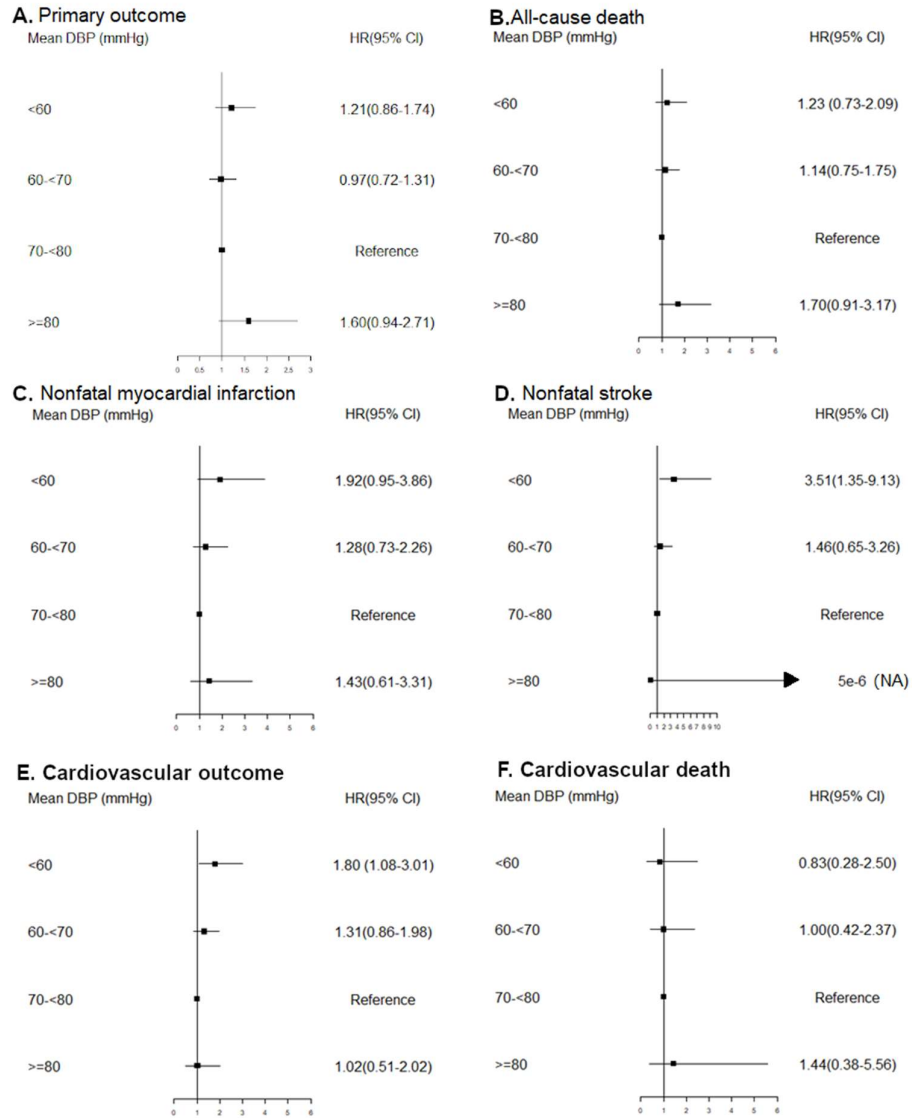 A. Primary outcome
Mean DBP (mmHg) HR(95% CI)
<60 1.21(0.86-1.74)
60-<70 0.97(0.72-1.31)
70-<80 Reference
>=80 1.60(0.94-2.71)
0 0.5 1 1.5 2 2.5 3
B.All-cause death
Mean DBP (mmHg) HR(95% CI)
<60 1.23 (0.73-2.09)
60-<70 1.14(0.75-1.75)
70-<80 Reference
>=80 1.70(0.91-3.17)
0 1 2 3 4 5 6
C. Nonfatal myocardial infarction
Mean DBP (mmHg) HR(95% CI)
<60 1.92(0.95-3.86)
60-<70 1.28(0.73-2.26)
70-<80 Reference
>=80 1.43(0.61-3.31)
0 1 2 3 4 5 6
D. Nonfatal stroke
Mean DBP (mmHg) HR(95% CI)
<60 3.51(1.35-9.13)
60-<70 1.46(0.65-3.26)
70-<80 Reference
>=80 5e-6 (NA)
0 1 2 3 4 5 6 7 8 9 10
E. Cardiovascular outcome
Mean DBP (mmHg) HR(95% CI)
<60 1.80 (1.08-3.01)
60-<70 1.31(0.86-1.98)
70-<80 Reference
>=80 1.02(0.51-2.02)
0 1 2 3 4 5 6
F. Cardiovascular death
Mean DBP (mmHg) HR(95% CI)
<60 0.83(0.28-2.50)
60-<70 1.00(0.42-2.37)
70-<80 Reference
>=80 1.44(0.38-5.56)
0 1 2 3 4 5 6